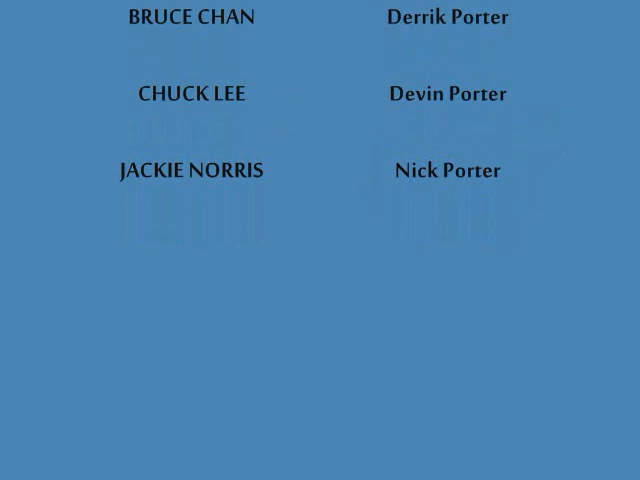 BRUCE CHAN Derrik Porter
CHUCK LEE Devin Porter
JACKIE NORRIS Nick Porter